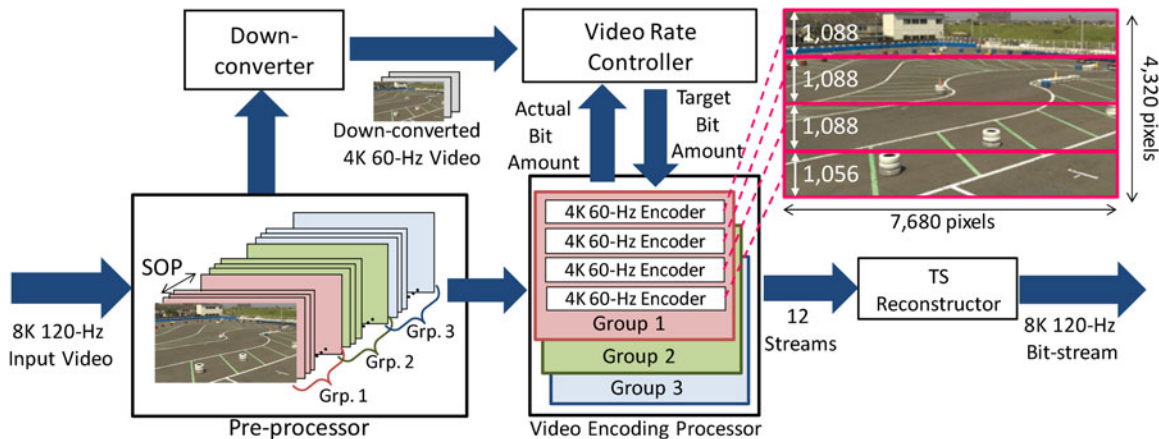 Down-
converter
Video Rate
Controller
Down-converted
4K 60-Hz Video
Actual
Bit
Amount
Target
Bit
Amount
1,088
1,088
1,088
1,056
4,320 pixels
7,680 pixels
8K 120-Hz
Input Video
SOP
Grp. 1
Grp. 2
Grp. 3
Pre-processor
4K 60-Hz Encoder
4K 60-Hz Encoder
4K 60-Hz Encoder
4K 60-Hz Encoder
Group 1
Group 2
Group 3
Video Encoding Processor
12
Streams
TS
Reconstructor
8K 120-Hz
Bit-stream